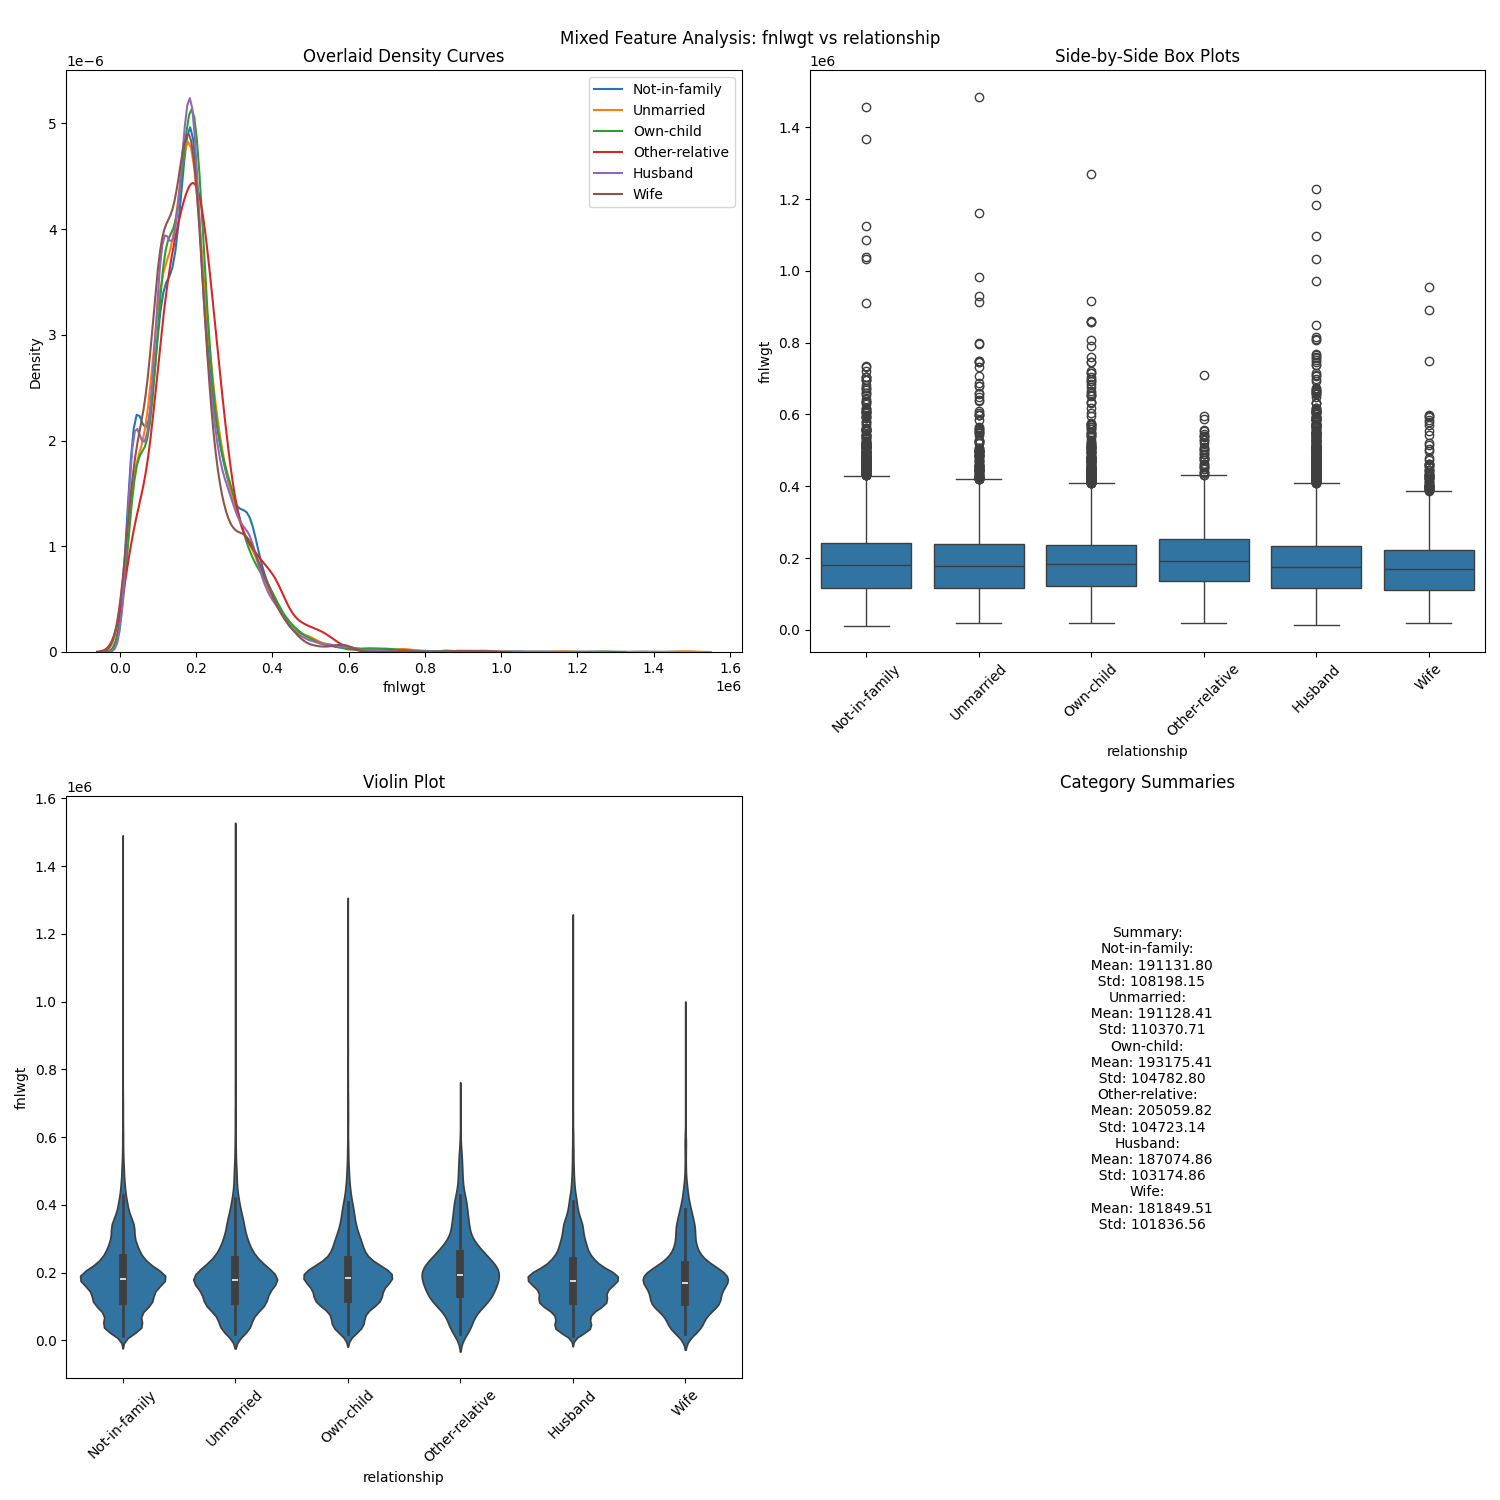 Mixed Feature Analysis: fnlwgt vs relationship
Overlaid Density Curves
1e−6
5
4
3
2
1
0
Density
0.0 0.2 0.4 0.6 0.8 1.0 1.2 1.4 1.6
1e6
fnlwgt
Not-in-family
Unmarried
Own-child
Other-relative
Husband
Wife
Side-by-Side Box Plots
1e6
1.4
1.2
1.0
0.8
0.6
0.4
0.2
0.0
fnlwgt
Not-in-family
Unmarried
Own-child
Other-relative
Husband
Wife
relationship
Violin Plot
1e6
1.6
1.4
1.2
1.0
0.8
0.6
0.4
0.2
0.0
fnlwgt
Not-in-family
Unmarried
Own-child
Other-relative
Husband
Wife
relationship
Category Summaries
Summary:
Not-in-family:
Mean: 191131.80
Std: 108198.15
Unmarried:
Mean: 191128.41
Std: 110370.71
Own-child:
Mean: 193175.41
Std: 104782.80
Other-relative:
Mean: 205059.82
Std: 104723.14
Husband:
Mean: 187074.86
Std: 103174.86
Wife:
Mean: 181849.51
Std: 101836.56